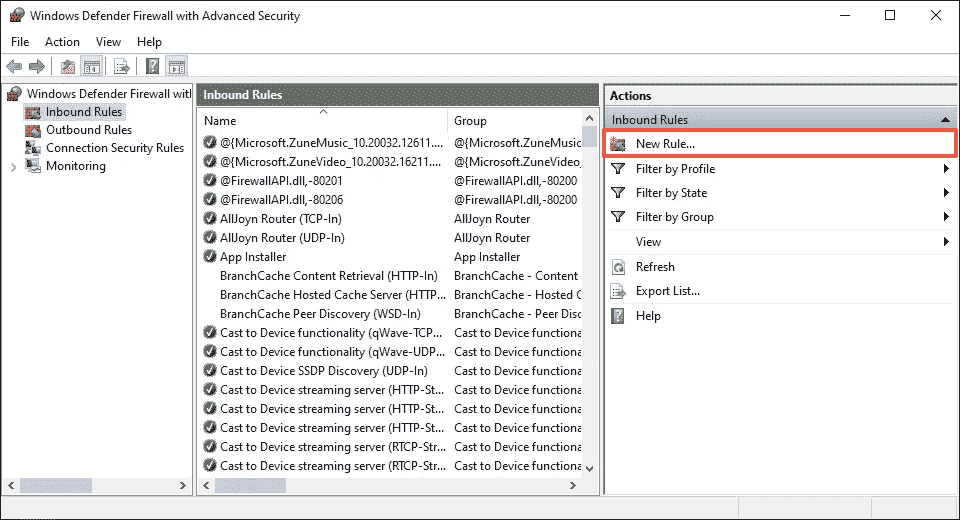 Windows Defender Firewall with Advanced Security
File Action View Help
Windows Defender Firewall wit
Inbound Rules
Outbound Rules
Connection Security Rules
Monitoring
Inbound Rules
Name Group
@{Microsoft.ZuneMusic_10.20032.12611.... @{Microsoft.ZuneMusic
@{Microsoft.ZuneVideo_10.20032.16211.... @{Microsoft.ZuneVideo_
@FirewallAPI.dll,-80201 @FirewallAPI.dll,-80200
@FirewallAPI.dll,-80206 @FirewallAPI.dll,-80200
AllJoyn Router (TCP-In) AllJoyn Router
AllJoyn Router (UDP-In) AllJoyn Router
App Installer App Installer
BranchCache Content Retrieval (HTTP-In) BranchCache - Content
BranchCache Hosted Cache Server (HTTP... BranchCache - Hosted C
BranchCache Peer Discovery (WSD-In) BranchCache - Peer Disc
Cast to Device functionality (qWave-TCP... Cast to Device functiona
Cast to Device functionality (qWave-UDP... Cast to Device functiona
Cast to Device SSDP Discovery (UDP-In) Cast to Device functiona
Cast to Device streaming server (HTTP-St... Cast to Device functiona
Cast to Device streaming server (HTTP-St... Cast to Device functiona
Cast to Device streaming server (HTTP-St... Cast to Device functiona
Cast to Device streaming server (RTCP-Str... Cast to Device functiona
Cast to Device streaming server (RTCP-Str... Cast to Device functiona
Actions
Inbound Rules
New Rule...
Filter by Profile
Filter by State
Filter by Group
View
Refresh
Export List...
Help